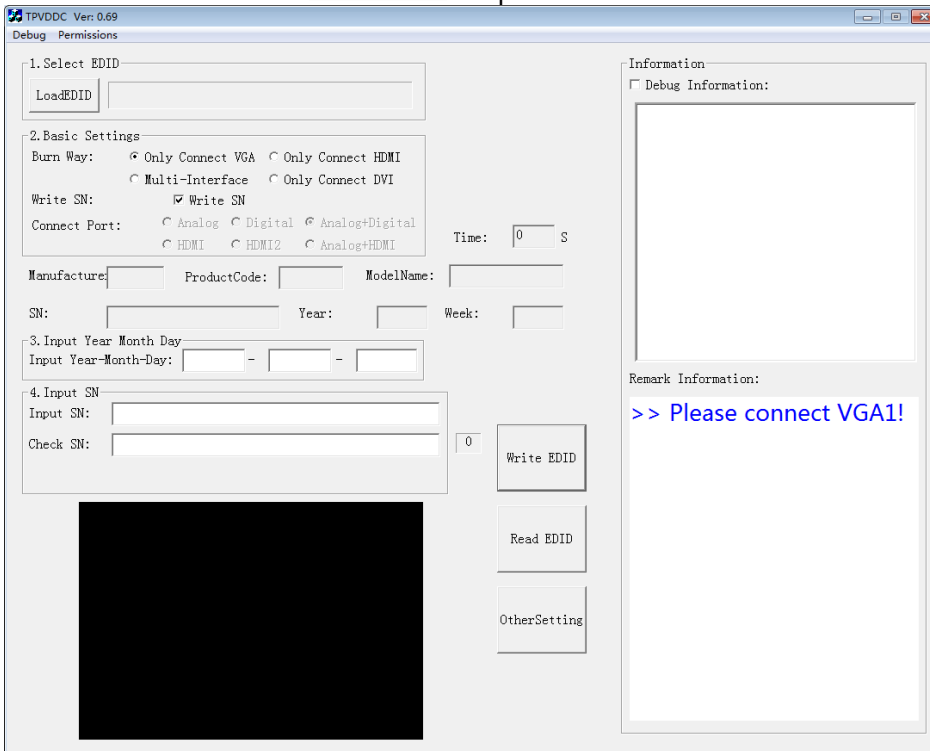 TPVDDC Ver: 0.69
Debug Permissions
1. Select EDID
LoadEDID
2. Basic Settings
Burn Way: Only Connect VGA Only Connect HDMI
Multi-Interface Only Connect DVI
Write SN: Write SN
Connect Port: Analog Digital Analog+Digital
HDMI HDMI2 Analog+HDMI
Time: 0 S
Manufacture: ProductCode: ModelName:
SN: Year: Week:
3. Input Year Month Day
Input Year-Month-Day: - -
4. Input SN
Input SN:
Check SN: 0
Write EDID
Read EDID
OtherSetting
Information
Debug Information:
Remark Information:
>> Please connect VGA1!